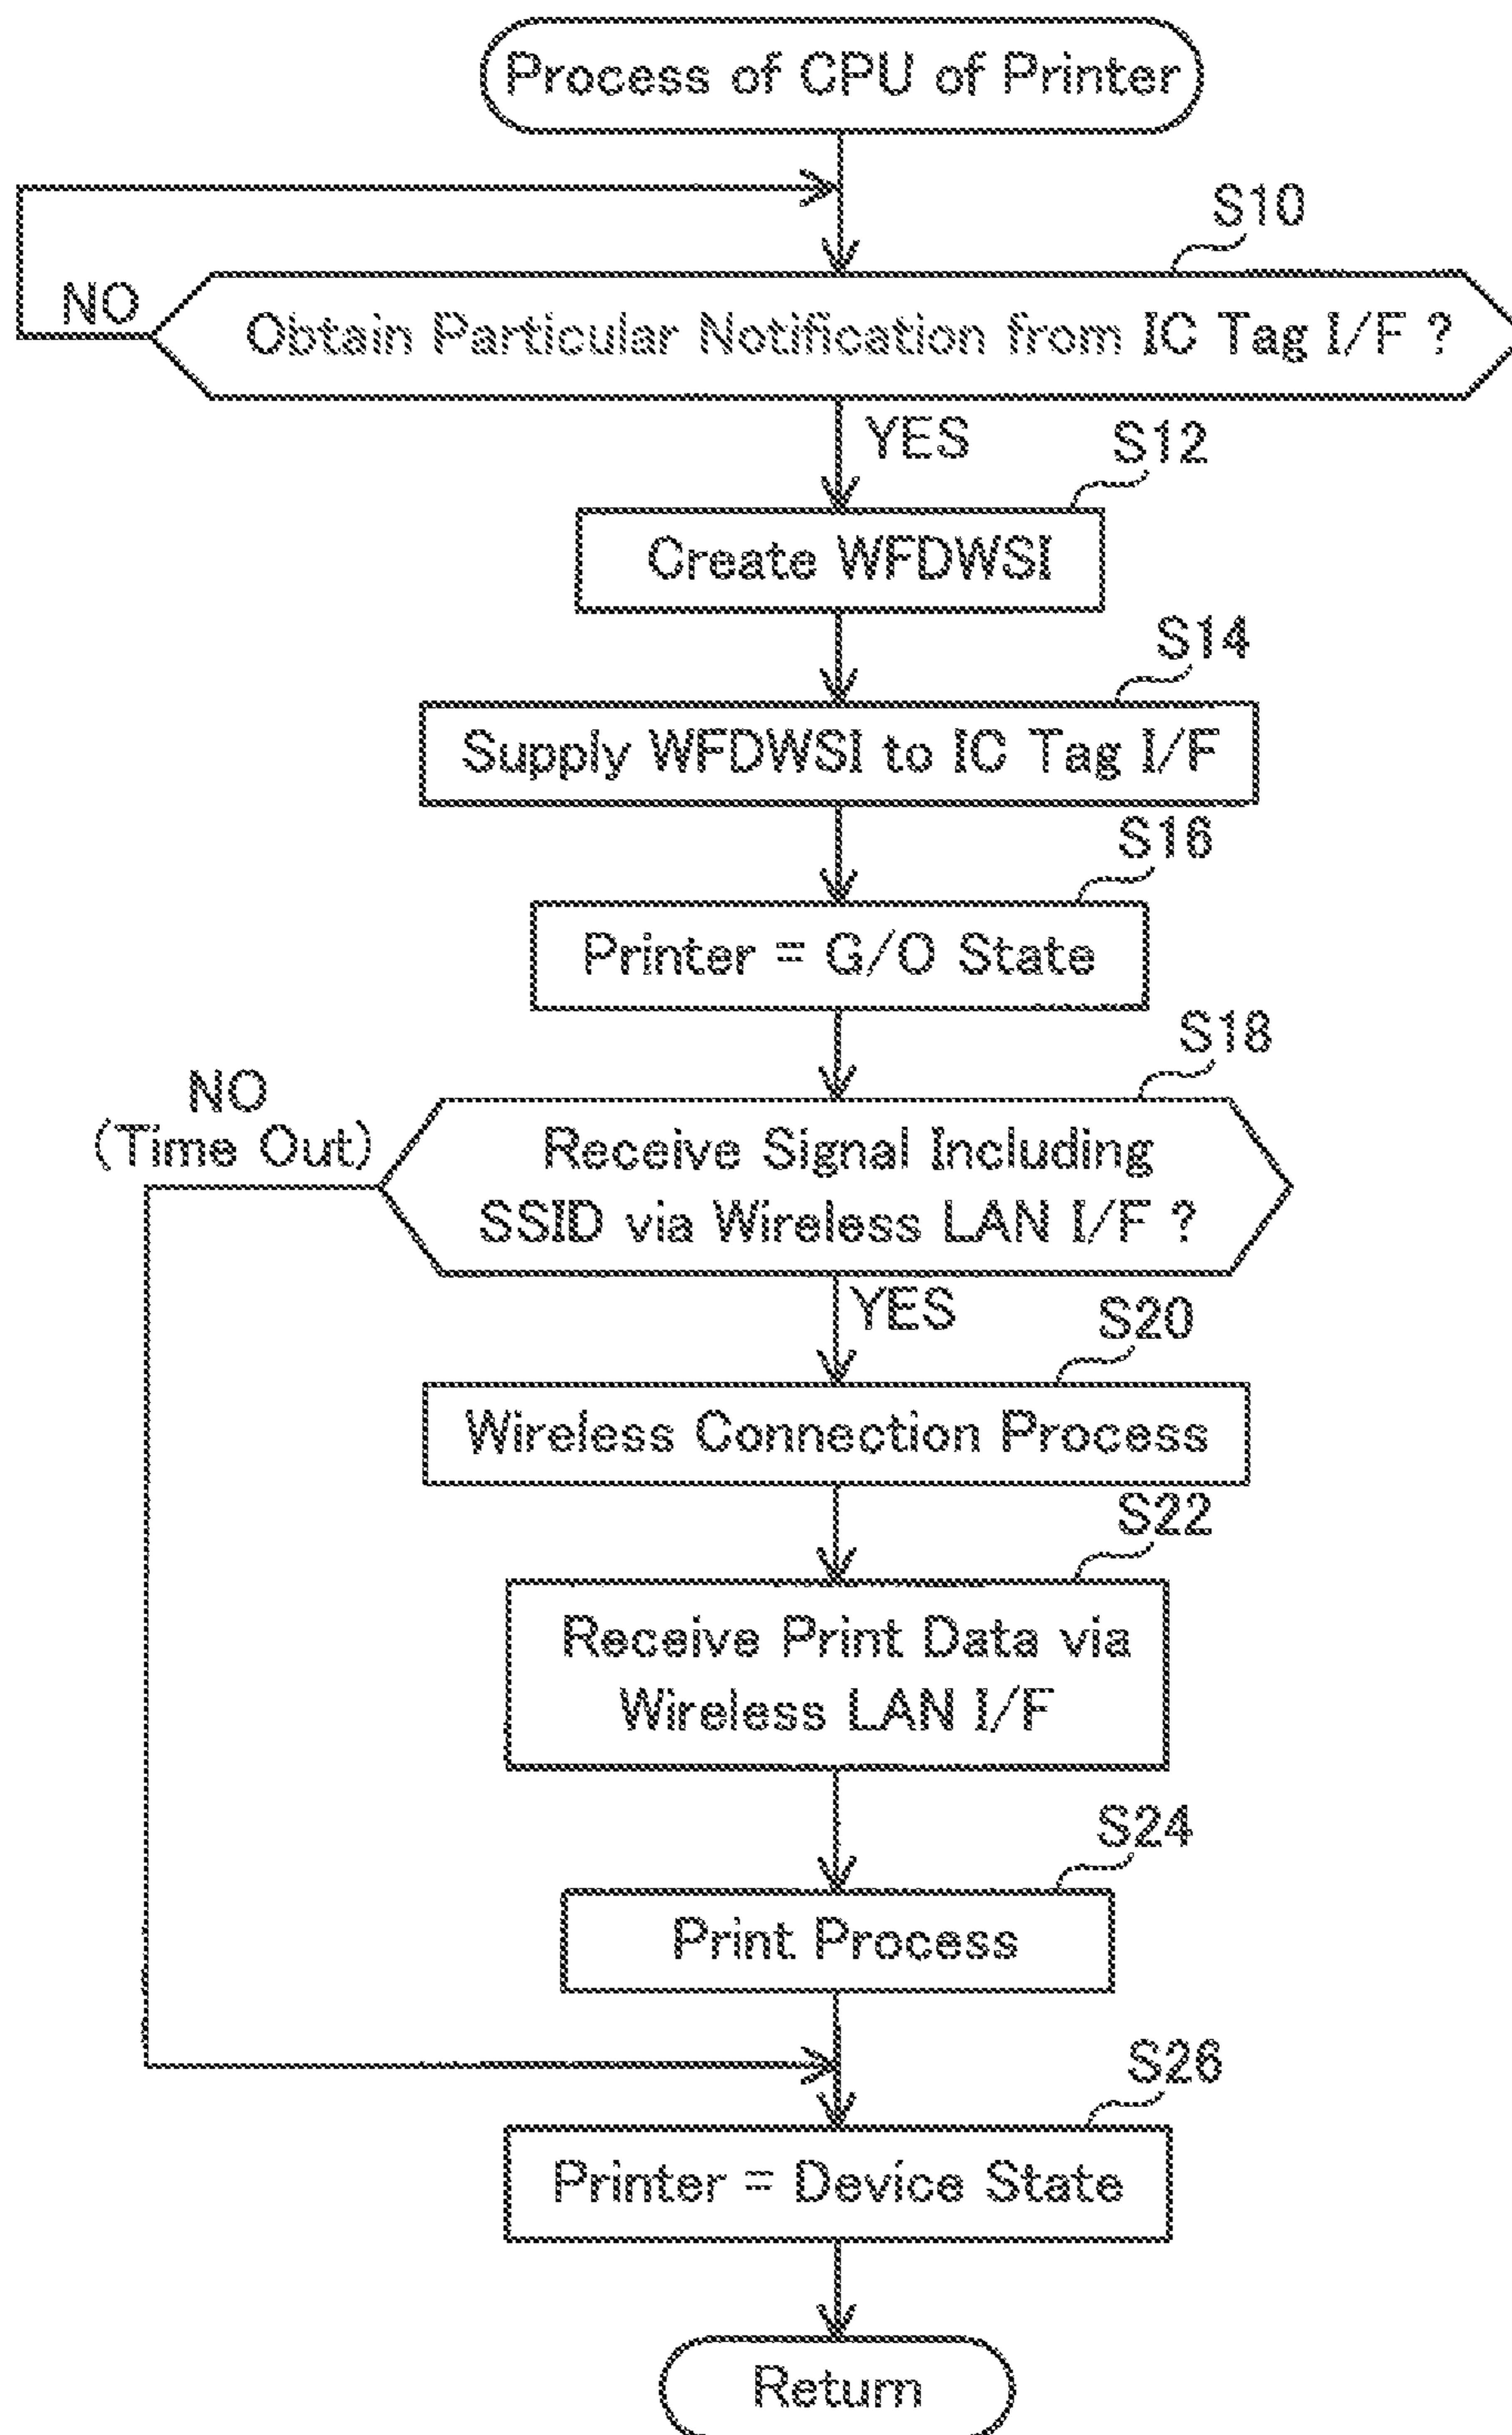 Process of CPU of Printer
S10
NO
Obtain Particular Notification from IC Tag I/F ?
YES
S12
Create WFDWSI
S14
Supply WFDWSI to IC Tag I/F
S16
Printer = G/O State
S18
NO
(Time Out)
Receive Signal Including
SSID via Wireless LAN I/F ?
YES
S20
Wireless Connection Process
S22
Receive Print Data via
Wireless LAN I/F
S24
Print Process
S26
Printer = Device State
Return